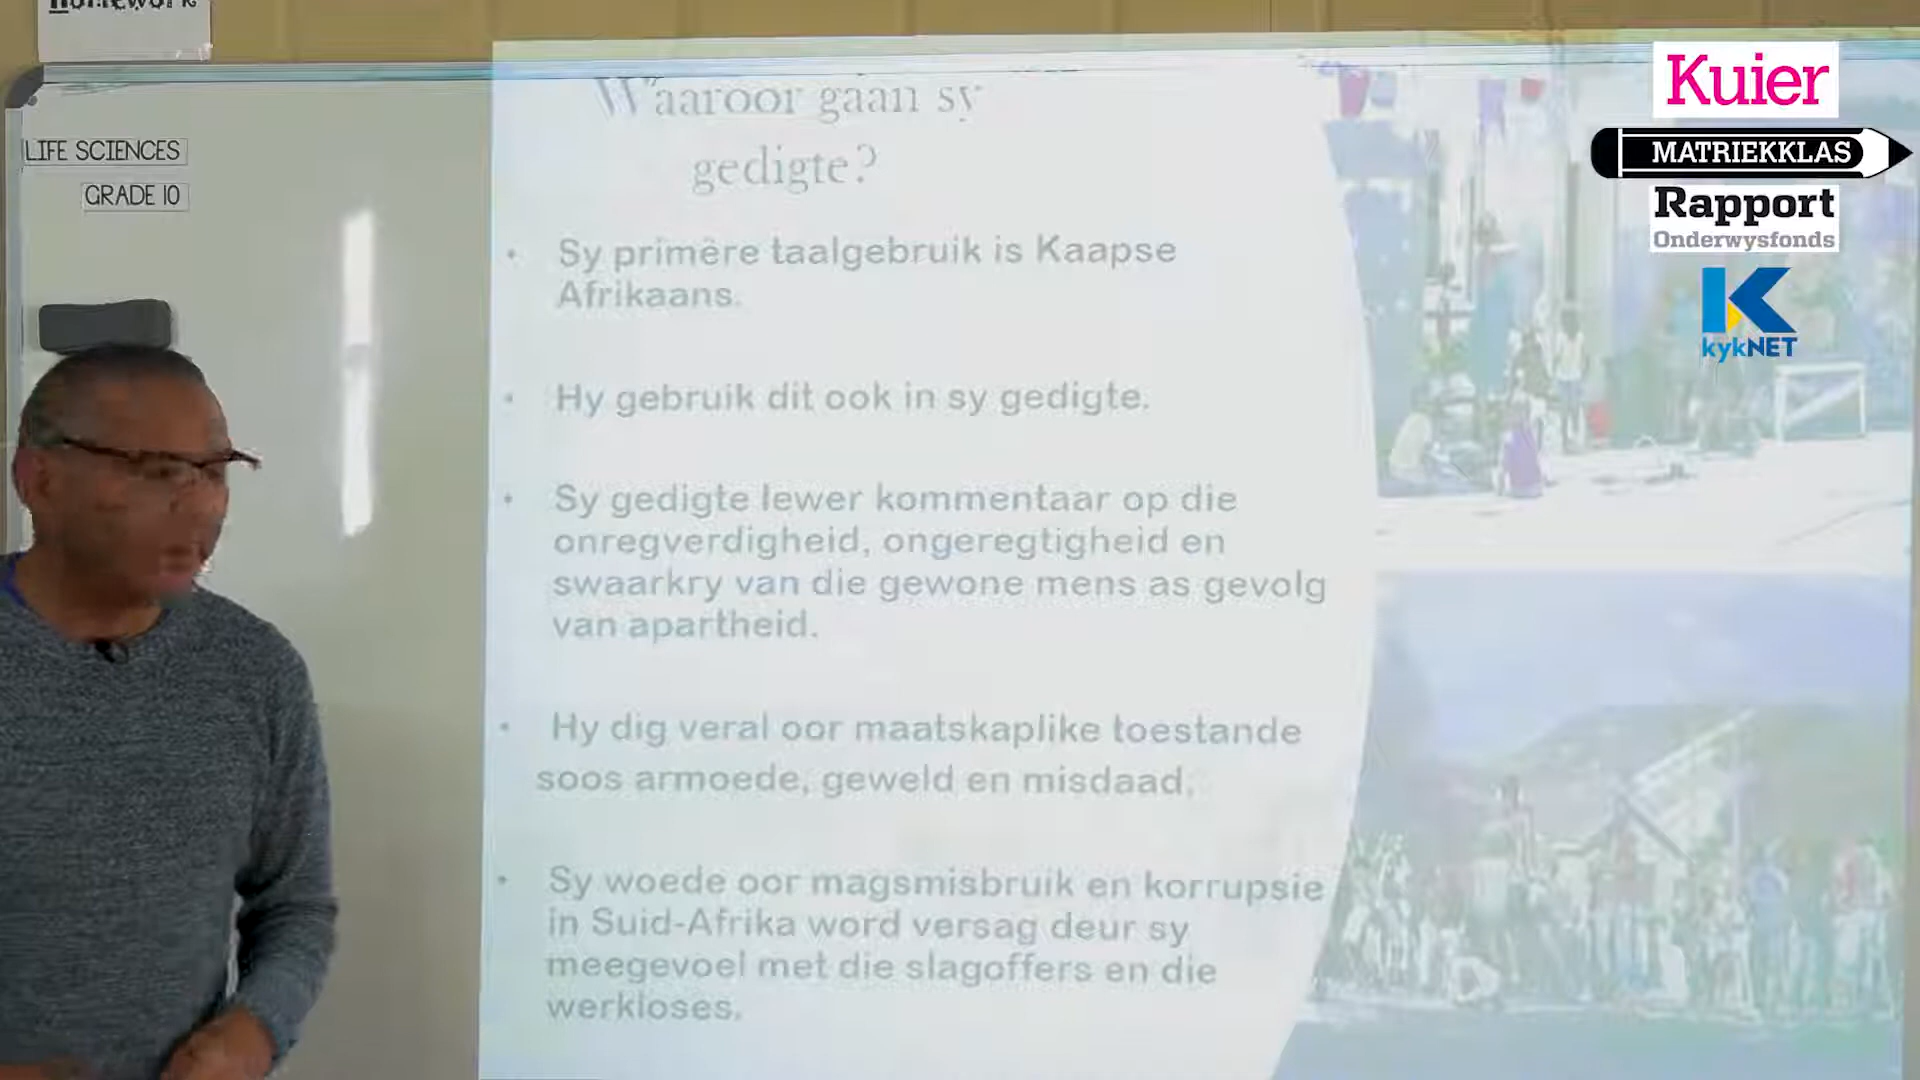 Homework
LIFE SCIENCES
GRADE 10
Waaroor gaan sy
gedigte?
• Sy primêre taalgebruik is Kaapse
Afrikaans.
• Hy gebruik dit ook in sy gedigte.
• Sy gedigte lewer kommentaar op die
onregverdigheid, ongeregtigheid en
swaarkry van die gewone mens as gevolg
van apartheid.
• Hy dig veral oor maatskaplike toestande
soos armoede, geweld en misdaad.
• Sy woede oor magsmisbruik en korrupsie
in Suid-Afrika word versag deur sy
meegevoel met die slagoffers en die
werkloses.
Kuier
MATRIEKKLAS
Rapport
Onderwysfonds
kykNET